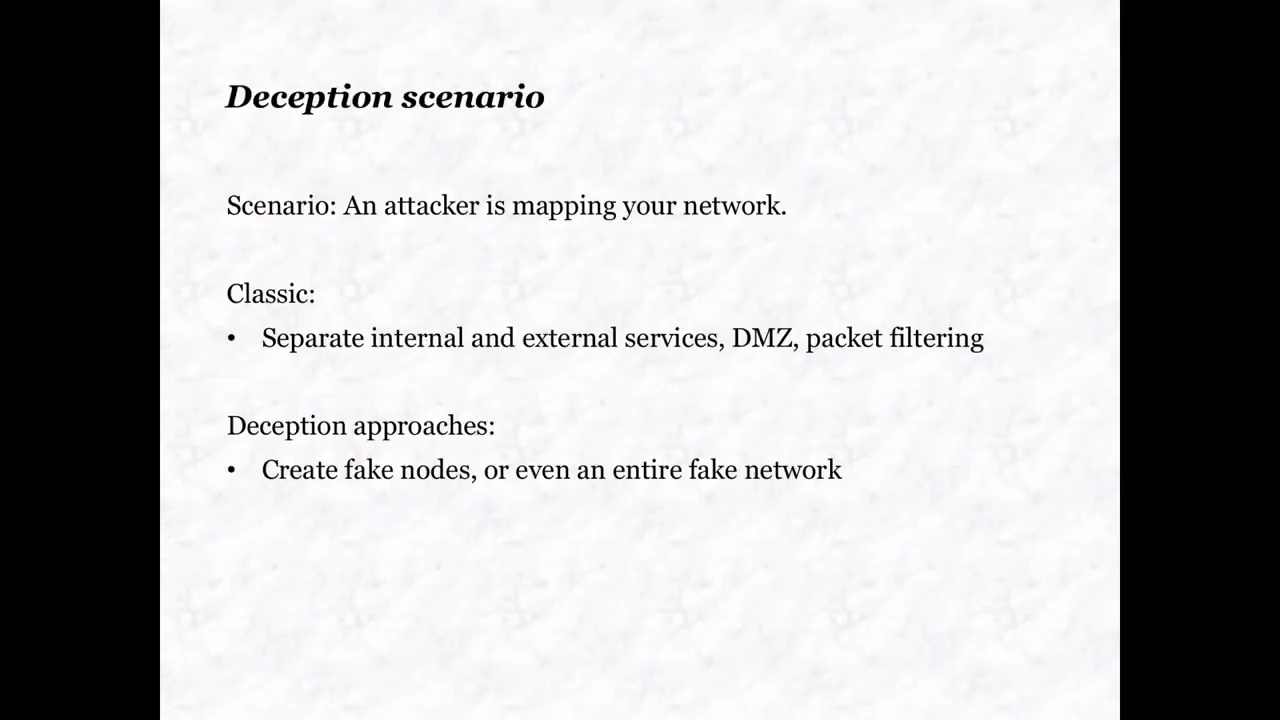 Deception scenario
Scenario: An attacker is mapping your network.
Classic:
• Separate internal and external services, DMZ, packet filtering
Deception approaches:
• Create fake nodes, or even an entire fake network